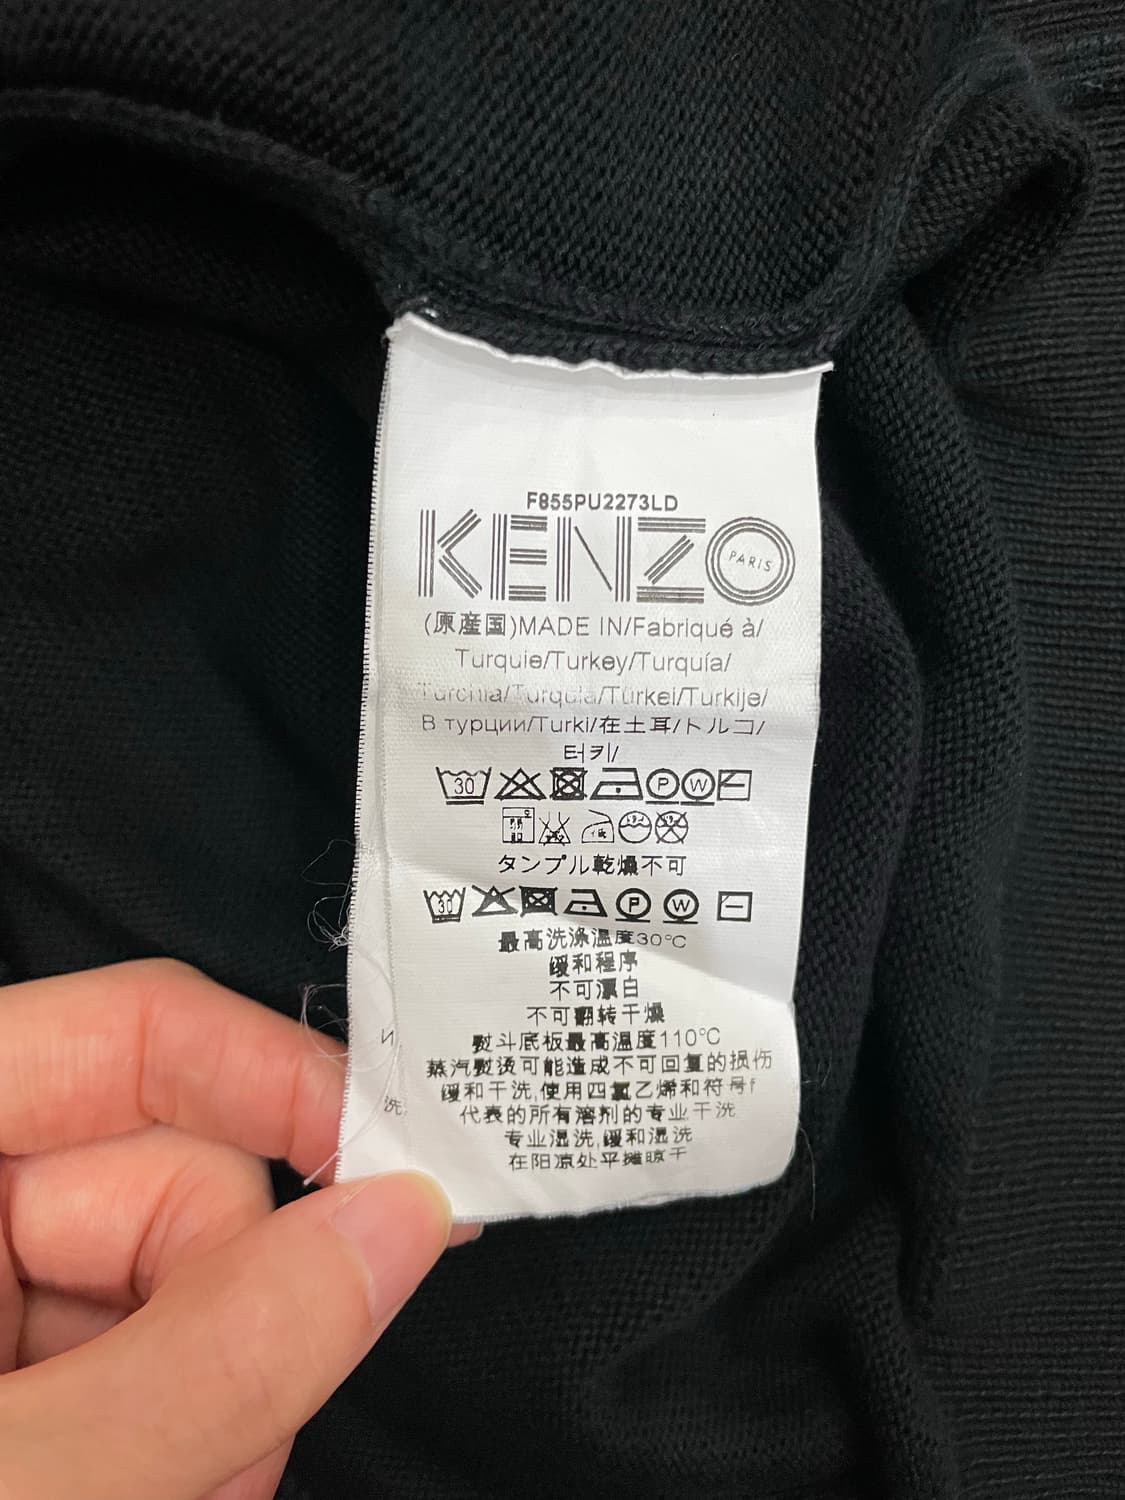 F855PU2273LD
KENZO
PARIS
(原産国)MADE IN/Fabriqué à/
Turquie/Turkey/Turquía/
Turchia/Turquia/Türkei/Turkije/
В турции/Turki/在土耳/トルコ/
터키/
30 P W
タンブル乾燥不可
30 P W
最高洗涤温度30°C
缓和程序
不可漂白
不可翻转干燥
熨斗底板最高温度110°C
蒸汽熨烫可能造成不可回复的损伤
缓和干洗,使用四氯乙烯和符号f
代表的所有溶剂的专业干洗
专业湿洗,缓和湿洗
在阴凉处平摊晾干
И
洗